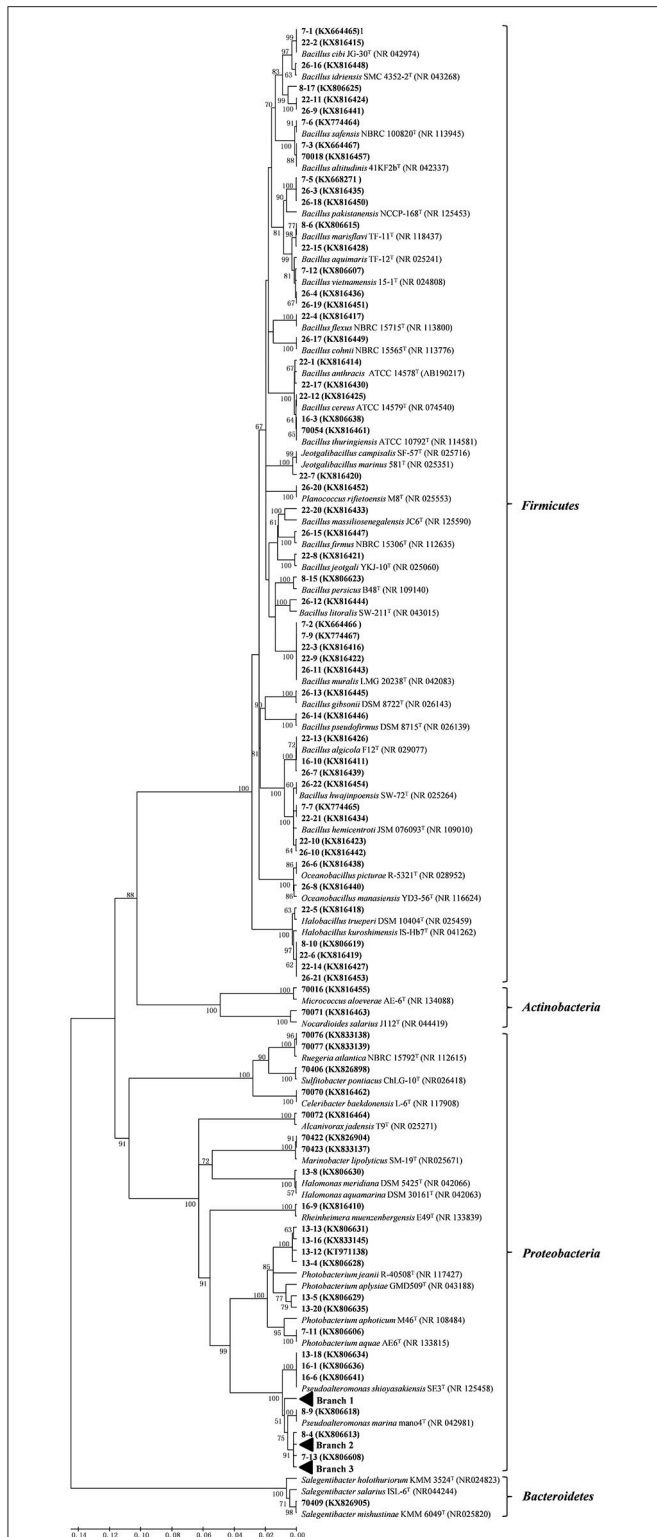 7-1 (KX664465)1
22-2 (KX816415)
Bacillus cibi JG-30ᵀ (NR 042974)
26-16 (KX816448)
Bacillus idriensis SMC 4352-2ᵀ (NR 043268)
8-17 (KX806625)
22-11 (KX816424)
26-9 (KX816441)
7-6 (KX774464)
Bacillus safensis NBRC 100820ᵀ (NR 113945)
7-3 (KX664467)
70018 (KX816457)
Bacillus altitudinis 41KF2bᵀ (NR 042337)
7-5 (KX668271)
26-3 (KX816435)
26-18 (KX816450)
Bacillus pakistanensis NCCP-168ᵀ (NR 125453)
8-6 (KX806615)
Bacillus marisflavi TF-11ᵀ (NR 118437)
22-15 (KX816428)
Bacillus aquimaris TF-12ᵀ (NR 025241)
7-12 (KX806607)
Bacillus vietnamensis 15-1ᵀ (NR 024808)
26-4 (KX816436)
26-19 (KX816451)
22-4 (KX816417)
Bacillus flexus NBRC 15715ᵀ (NR 113800)
26-17 (KX816449)
Bacillus cohnii NBRC 15565ᵀ (NR 113776)
22-1 (KX816414)
Bacillus anthracis ATCC 14578ᵀ (AB190217)
22-17 (KX816430)
22-12 (KX816425)
Bacillus cereus ATCC 14579ᵀ (NR 074540)
16-3 (KX806638)
70054 (KX816461)
Bacillus thuringiensis ATCC 10792ᵀ (NR 114581)
Jeotgalibacillus campisalis SF-57ᵀ (NR 025716)
Jeotgalibacillus marinus 581ᵀ (NR 025351)
22-7 (KX816420)
26-20 (KX816452)
Planococcus rifietoensis M8ᵀ (NR 025553)
22-20 (KX816433)
Bacillus massiliosenegalensis JC6ᵀ (NR 125590)
26-15 (KX816447)
Bacillus firmus NBRC 15306ᵀ (NR 112635)
22-8 (KX816421)
Bacillus jeotgali YKJ-10ᵀ (NR 025060)
8-15 (KX806623)
Bacillus persicus B48ᵀ (NR 109140)
26-12 (KX816444)
Bacillus litoralis SW-211ᵀ (NR 043015)
7-2 (KX664466)
7-9 (KX774467)
22-3 (KX816416)
22-9 (KX816422)
26-11 (KX816443)
Bacillus muralis LMG 20238ᵀ (NR 042083)
26-13 (KX816445)
Bacillus gibsonii DSM 8722ᵀ (NR 026143)
26-14 (KX816446)
Bacillus pseudofirmus DSM 8715ᵀ (NR 026139)
22-13 (KX816426)
Bacillus algicola F12ᵀ (NR 029077)
16-10 (KX816411)
26-7 (KX816439)
26-22 (KX816454)
Bacillus hwajinpoensis SW-72ᵀ (NR 025264)
7-7 (KX774465)
22-21 (KX816434)
Bacillus hemicentroti JSM 076093ᵀ (NR 109010)
22-10 (KX816423)
26-10 (KX816442)
26-6 (KX816438)
Oceanobacillus picturae R-5321ᵀ (NR 028952)
26-8 (KX816440)
Oceanobacillus manasiensis YD3-56ᵀ (NR 116624)
22-5 (KX816418)
Halobacillus trueperi DSM 10404ᵀ (NR 025459)
Halobacillus kuroshimensis IS-Hb7ᵀ (NR 041262)
8-10 (KX806619)
22-6 (KX816419)
22-14 (KX816427)
26-21 (KX816453)
Firmicutes
70016 (KX816455)
Micrococcus aloeverae AE-6ᵀ (NR 134088)
70071 (KX816463)
Nocardioides salarius J112ᵀ (NR 044419)
Actinobacteria
70076 (KX833138)
70077 (KX833139)
Ruegeria atlantica NBRC 15792ᵀ (NR 112615)
70406 (KX826898)
Sulfitobacter pontiacus ChLG-10ᵀ (NR026418)
70070 (KX816462)
Celeribacter baekdonensis L-6ᵀ (NR 117908)
70072 (KX816464)
Alcanivorax jadensis T9ᵀ (NR 025271)
70422 (KX826904)
70423 (KX833137)
Marinobacter lipolyticus SM-19ᵀ (NR025671)
13-8 (KX806630)
Halomonas meridiana DSM 5425ᵀ (NR 042066)
Halomonas aquamarina DSM 30161ᵀ (NR 042063)
16-9 (KX816410)
Rheinheimera muenzenbergensis E49ᵀ (NR 133839)
13-13 (KX806631)
13-16 (KX833145)
13-12 (KT971138)
13-4 (KX806628)
Photobacterium jeanii R-40508ᵀ (NR 117427)
Photobacterium aplysiae GMD509ᵀ (NR 043188)
13-5 (KX806629)
13-20 (KX806635)
Photobacterium aphoticum M46ᵀ (NR 108484)
7-11 (KX806606)
Photobacterium aquae AE6ᵀ (NR 133815)
13-18 (KX806634)
16-1 (KX806636)
16-6 (KX806641)
Pseudoalteromonas shioyasakiensis SE3ᵀ (NR 125458)
Branch 1
8-9 (KX806618)
Pseudoalteromonas marina mano4ᵀ (NR 042981)
8-4 (KX806613)
Branch 2
7-13 (KX806608)
Branch 3
Proteobacteria
Salegentibacter holothuriorum KMM 3524ᵀ (NR024823)
Salegentibacter salarius ISL-6ᵀ (NR044244)
70409 (KX826905)
Salegentibacter mishustinae KMM 6049ᵀ (NR025820)
Bacteroidetes
0.14 0.12 0.10 0.08 0.06 0.04 0.02 0.00